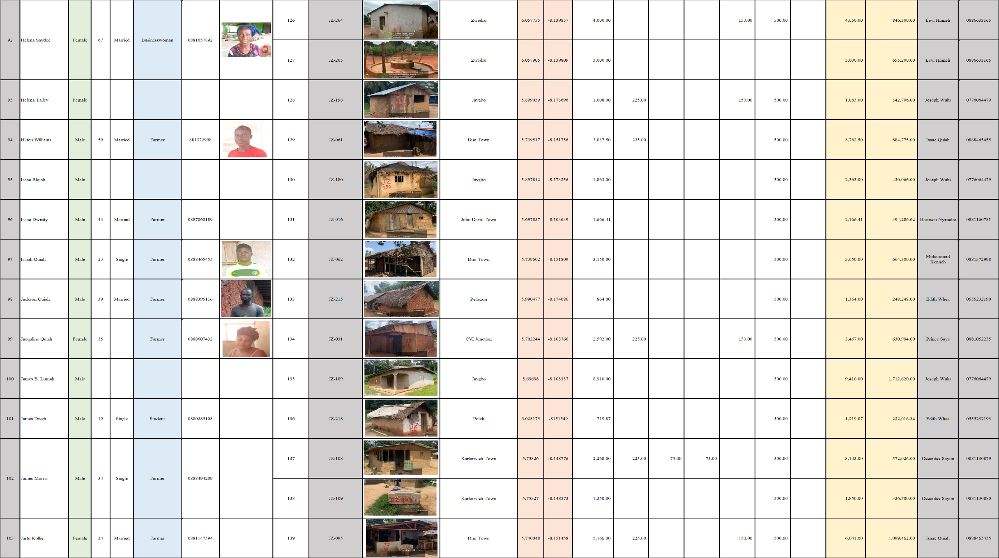 92 Helena Saydee Female 67 Married Businesswoman 0881657892 126 JZ-264 Zwedru 6.057755 -8.139857 4,000.00 150.00 500.00 4,650.00 846,300.00 Levi Hinneh 0886633165
127 JZ-265 Zwedru 6.057905 -8.139809 3,600.00 3,600.00 655,200.00 Levi Hinneh 0886633165
93 Helena Tailey Female 128 JZ-198 Jaygbo 5.899039 -8.173696 1,008.00 225.00 150.00 500.00 1,883.00 342,706.00 Joseph Wulu 0776064479
94 Hilton Williams Male 59 Married Farmer 881372998 129 JZ-061 Duo Town 5.739517 -8.151756 3,037.50 225.00 500.00 3,762.50 684,775.00 Isaac Quiah 0888465455
95 Isaac Blojah Male 130 JZ-180 JZ 180 Jaygbo 5.897812 -8.173256 1,863.00 500.00 2,363.00 430,066.00 Joseph Wulu 0776064479
96 Isaac Dweaty Male 43 Married Farmer 0887060189 131 JZ-016 John Davis Town 5.697837 -8.103639 1,666.41 500.00 2,166.41 394,286.62 Harrison Nyenabo 0881160731
97 Isaiah Quiah Male 23 Single Farmer 0888465455 132 JZ-062 Duo Town 5.739602 -8.151809 3,150.00 500.00 3,650.00 664,300.00 Mohammed Kenneh 0881372998
98 Jackson Quiah Male 39 Married Farmer 0888395116 133 JZ-215 Pellezon 5.990477 -8.174086 864.00 500.00 1,364.00 248,248.00 Edith Whea 0555232190
99 Jacquline Quiah Female 35 Farmer 0888607432 134 JZ-031 CVI Junction 5.702244 -8.103766 2,592.00 225.00 150.00 500.00 3,467.00 630,994.00 Prince Saye 0881052255
100 James B. Lumah Male 135 JZ-189 Jaygbo 5.69638 -8.103337 8,910.00 500.00 9,410.00 1,712,620.00 Joseph Wulu 0776064479
101 James Dweh Male 19 Single Student 0880285103 136 JZ-218 JZ Polah 6.023175 -8151549 719.87 500.00 1,219.87 222,016.34 Edith Whea 0555232193
102 James Morris Male 34 Single Farmer 0888494209 137 JZ-108 Karlorwleh Town 5.75326 -8.148776 2,268.00 225.00 75.00 75.00 500.00 3,143.00 572,026.00 Decontee Sayon 0881130879
138 JZ-109 JZ-109 Karlorwleh Town 5.75327 -8.148573 1,350.00 500.00 1,850.00 336,700.00 Decontee Sayon 0881130880
103 Jartu Kollie Female 34 Married Farmer 0881147594 139 JZ-095 JZ 095 Duo Town 5.740048 -8.151458 5,166.00 225.00 150.00 500.00 6,041.00 1,099,462.00 Isaac Quiah 0888465455